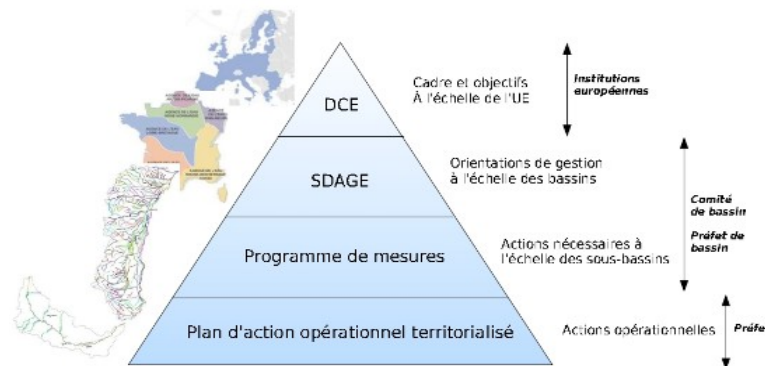 DCE
Cadre et objectifs
À l'échelle de l'UE
Institutions
européennes
SDAGE
Orientations de gestion
à l'échelle des bassins
Comité
de bassin
Préfet de
bassin
Programme de mesures
Actions nécessaires à
l'échelle des sous-bassins
Plan d'action opérationnel territorialisé
Actions opérationnelles
Préfe